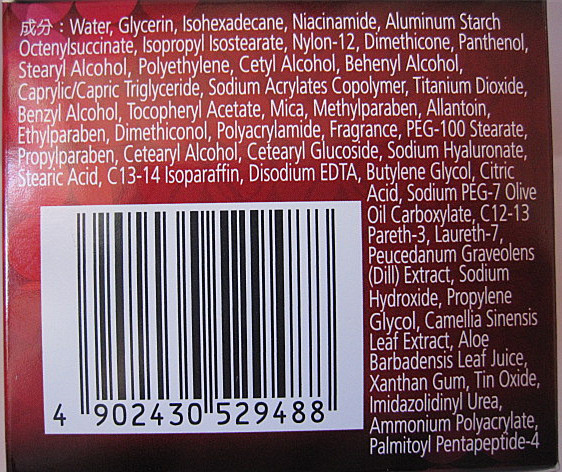 成分：Water, Glycerin, Isohexadecane, Niacinamide, Aluminum Starch
Octenylsuccinate, Isopropyl Isostearate, Nylon-12, Dimethicone, Panthenol,
Stearyl Alcohol, Polyethylene, Cetyl Alcohol, Behenyl Alcohol,
Caprylic/Capric Triglyceride, Sodium Acrylates Copolymer, Titanium Dioxide,
Benzyl Alcohol, Tocopheryl Acetate, Mica, Methylparaben, Allantoin,
Ethylparaben, Dimethiconol, Polyacrylamide, Fragrance, PEG-100 Stearate,
Propylparaben, Cetearyl Alcohol, Cetearyl Glucoside, Sodium Hyaluronate,
Stearic Acid, C13-14 Isoparaffin, Disodium EDTA, Butylene Glycol, Citric
Acid, Sodium PEG-7 Olive
Oil Carboxylate, C12-13
Pareth-3, Laureth-7,
Peucedanum Graveolens
(Dill) Extract, Sodium
Hydroxide, Propylene
Glycol, Camellia Sinensis
Leaf Extract, Aloe
Barbadensis Leaf Juice,
Xanthan Gum, Tin Oxide,
Imidazolidinyl Urea,
Ammonium Polyacrylate,
Palmitoyl Pentapeptide-4
4 902430 529488